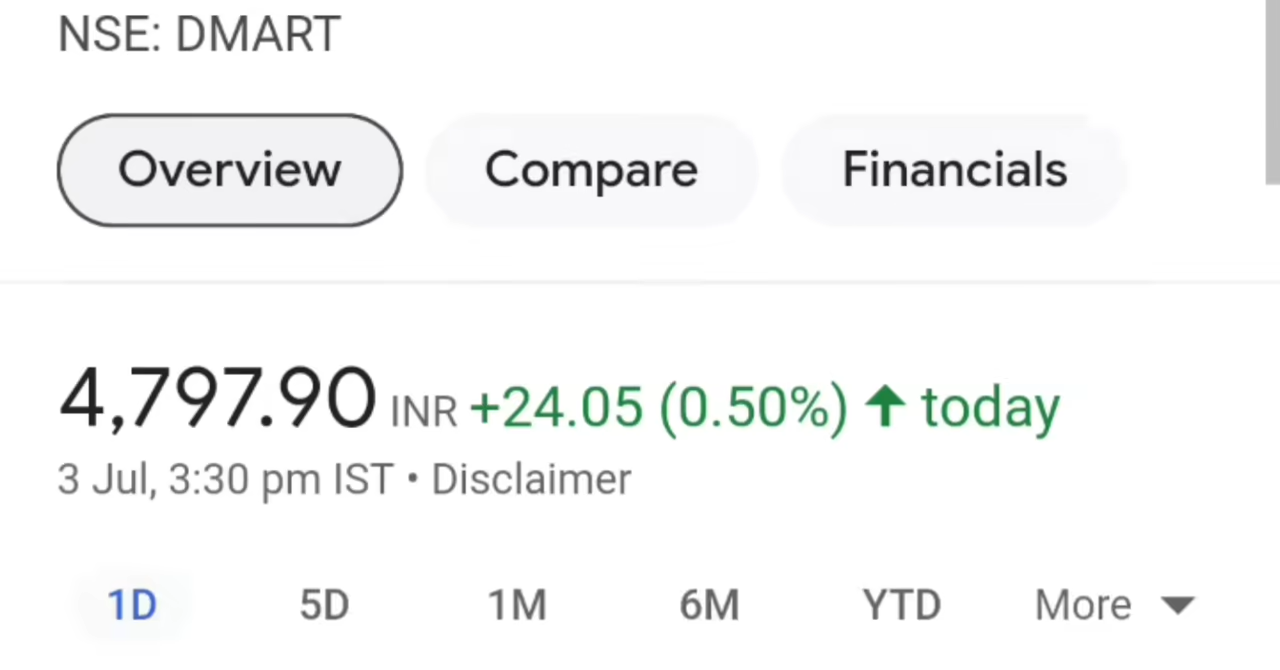 NSE: DMART
Overview Compare Financials
4,797.90 INR +24.05 (0.50%) ↑ today
3 Jul, 3:30 pm IST • Disclaimer
1D 5D 1M 6M YTD More